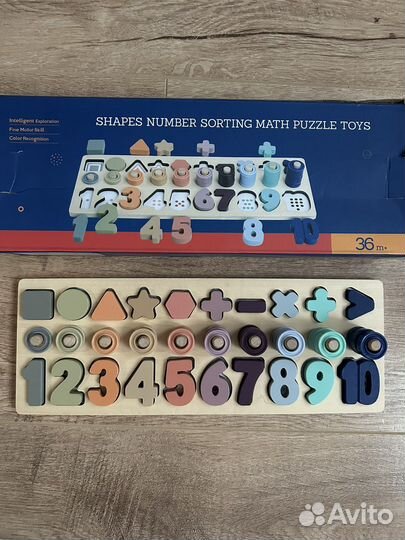 Intelligent Exploration
Fine Motor Skill
Color Recognition
SHAPES NUMBER SORTING MATH PUZZLE TOYS
1 2 3 4 5 6 7 8 9 10
36 m+
1 2 3 4 5 6 7 8 9 10
Avito